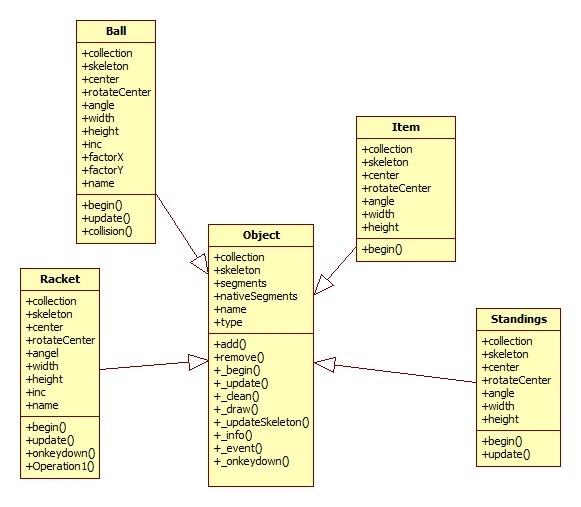 Ball
+collection
+skeleton
+center
+rotateCenter
+angle
+width
+height
+inc
+factorX
+factorY
+name
+begin()
+update()
+collision()
Item
+collection
+skeleton
+center
+rotateCenter
+angle
+width
+height
+begin()
Object
+collection
+skeleton
+segments
+nativeSegments
+name
+type
+add()
+remove()
+_begin()
+_update()
+_clean()
+_draw()
+_updateSkeleton()
+_info()
+_event()
+_onkeydown()
Racket
+collection
+skeleton
+center
+rotateCenter
+angel
+width
+height
+inc
+name
+begin()
+update()
+onkeydown()
+Operation1()
Standings
+collection
+skeleton
+center
+rotateCenter
+angle
+width
+height
+begin()
+update()